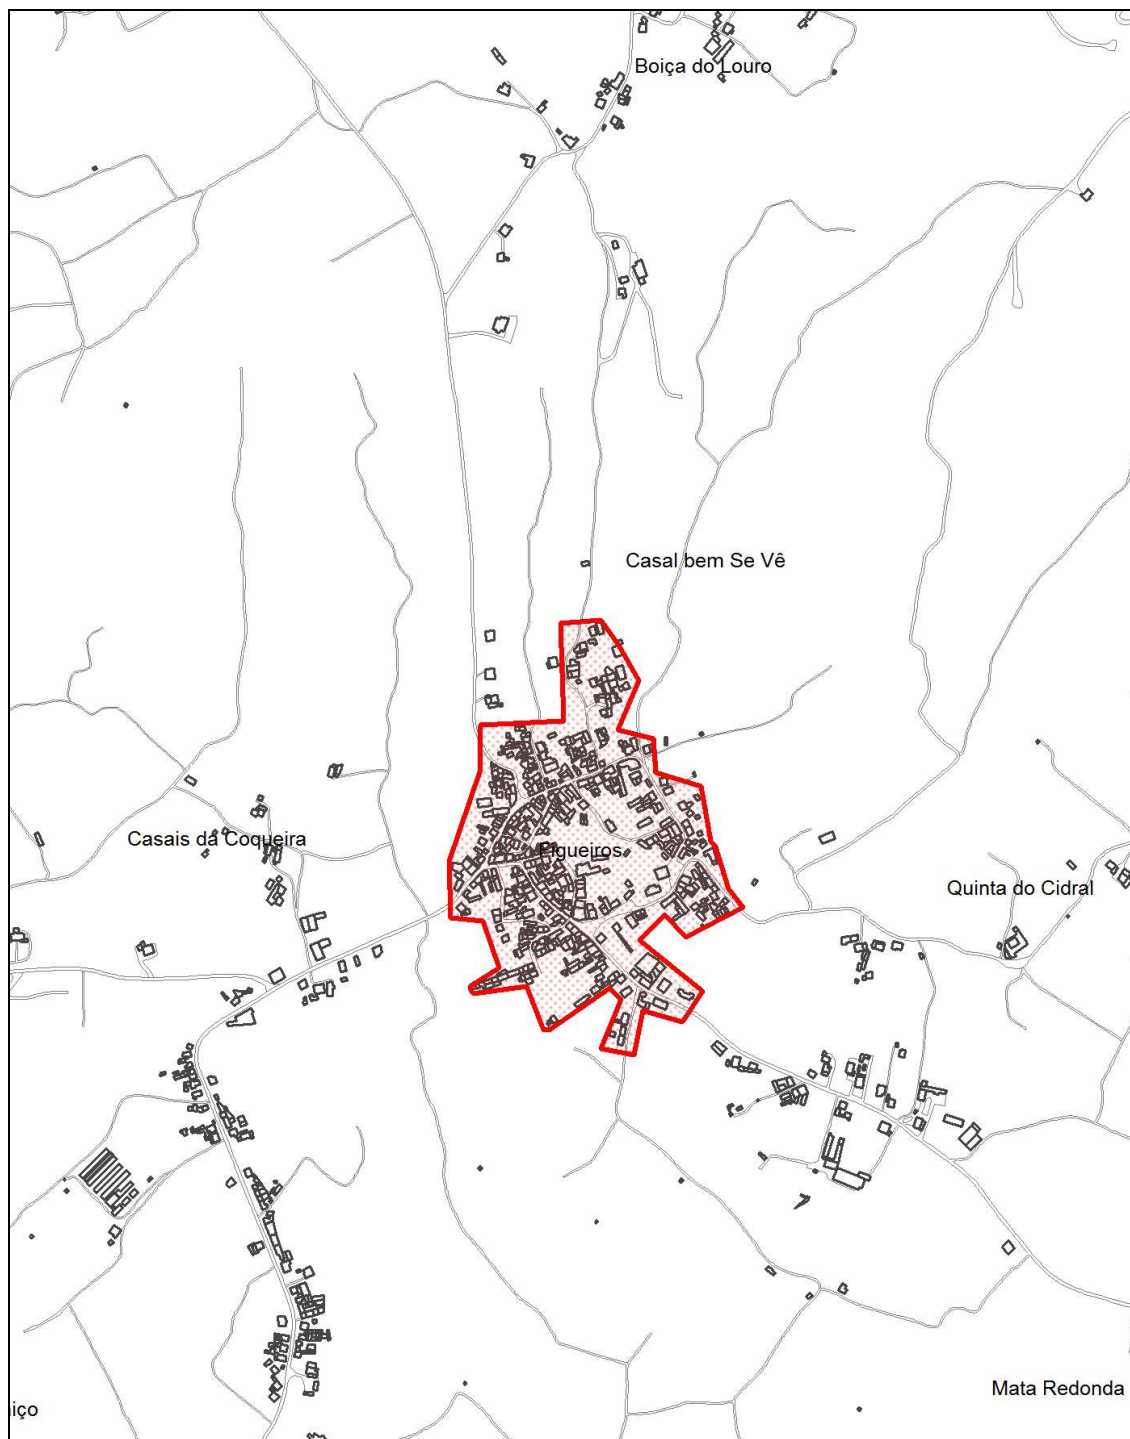 Boiça do Louro
Casal bem Se Vê
Casais da Coqueira
Figueiros
Quinta do Cidral
Mata Redonda
iço